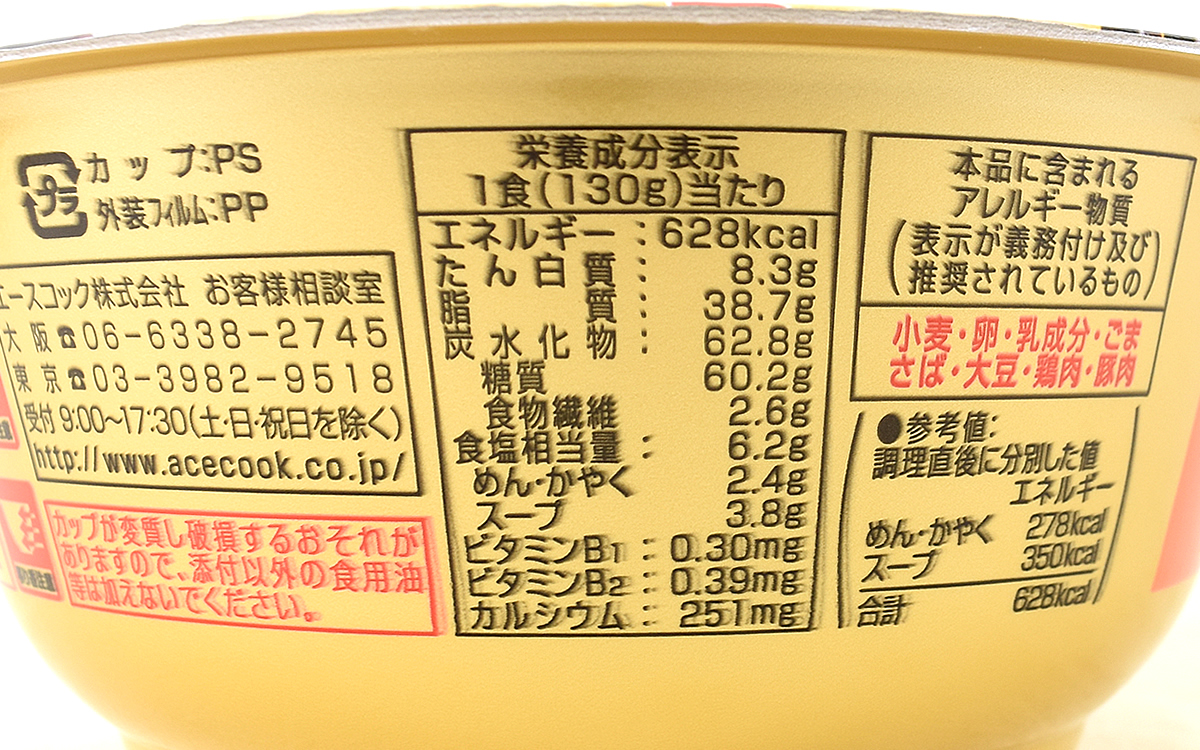 プラ
カップ:PS
外装フィルム:PP
エースコック株式会社 お客様相談室
大阪☎06-6338-2745
東京☎03-3982-9518
受付 9:00〜17:30(土・日・祝日を除く)
http://www.acecook.co.jp/
カップが変質し破損するおそれが
ありますので、添付以外の食用油
等は加えないでください。
栄養成分表示
1食(130g)当たり
エネルギー:628kcal
たん白質:8.3g
脂質:38.7g
炭水化物:62.8g
糖質 60.2g
食物繊維 2.6g
食塩相当量:6.2g
めん・かやく 2.4g
スープ 3.8g
ビタミンB1:0.30mg
ビタミンB2:0.39mg
カルシウム:251mg
本品に含まれる
アレルギー物質
(表示が義務付け及び
推奨されているもの)
小麦・卵・乳成分・ごま
さば・大豆・鶏肉・豚肉
●参考値:
調理直後に分別した値
エネルギー
めん・かやく 278kcal
スープ 350kcal
合計 628kcal